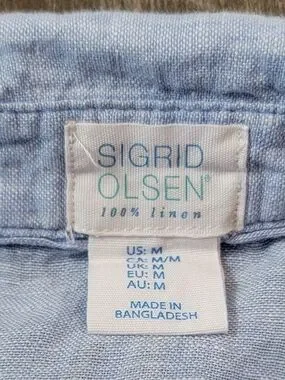 SIGRID
OLSEN®
100% linen
US: M
CA: M/M
UK: M
EU: M
AU: M
MADE IN
BANGLADESH